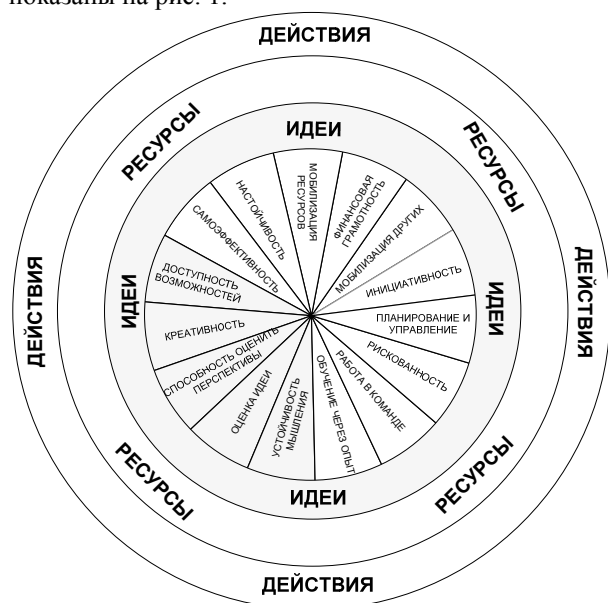 показаны на рис. 1.
ДЕЙСТВИЯ
РЕСУРСЫ
РЕСУРСЫ
ИДЕИ
МОБИЛИЗАЦИЯ
РЕСУРСОВ
ФИНАНСОВАЯ
ГРАМОТНОСТЬ
МОБИЛИЗАЦИЯ ДРУГИХ
ИНИЦИАТИВНОСТЬ
ПЛАНИРОВАНИЕ И
УПРАВЛЕНИЕ
РИСКОВАННОСТЬ
РАБОТА В КОМАНДЕ
ОБУЧЕНИЕ ЧЕРЕЗ ОПЫТ
УСТОЙЧИВОСТЬ
МЫШЛЕНИЯ
ОЦЕНКА ИДЕИ
СПОСОБНОСТЬ ОЦЕНИТЬ
ПЕРСПЕКТИВЫ
КРЕАТИВНОСТЬ
ДОСТУПНОСТЬ
ВОЗМОЖНОСТЕЙ
САМОЭФФЕКТИВНОСТЬ
НАСТОЙЧИВОСТЬ
ДЕЙСТВИЯ
ИДЕИ
ИДЕИ
ДЕЙСТВИЯ
РЕСУРСЫ
ИДЕИ
РЕСУРСЫ
ДЕЙСТВИЯ